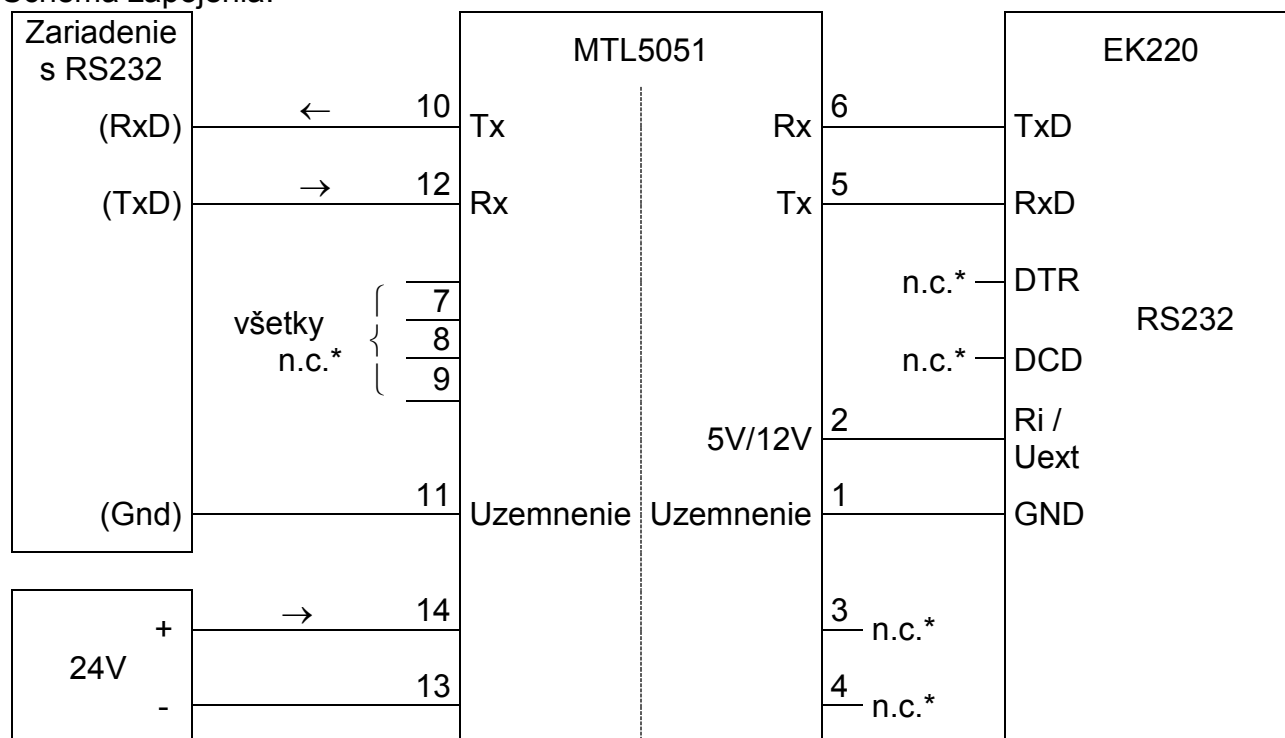 Schéma zapojenia:
Zariadenie
s RS232
MTL5051
EK220
(RxD) ← 10 Tx Rx 6 TxD
(TxD) → 12 Rx Tx 5 RxD
n.c.* DTR
7
všetky 8 RS232
n.c.* 9 n.c.* DCD
5V/12V 2 Ri /
Uext
(Gnd) 11 Uzemnenie Uzemnenie 1 GND
+ → 14 3 n.c.*
24V
- 13 4 n.c.*